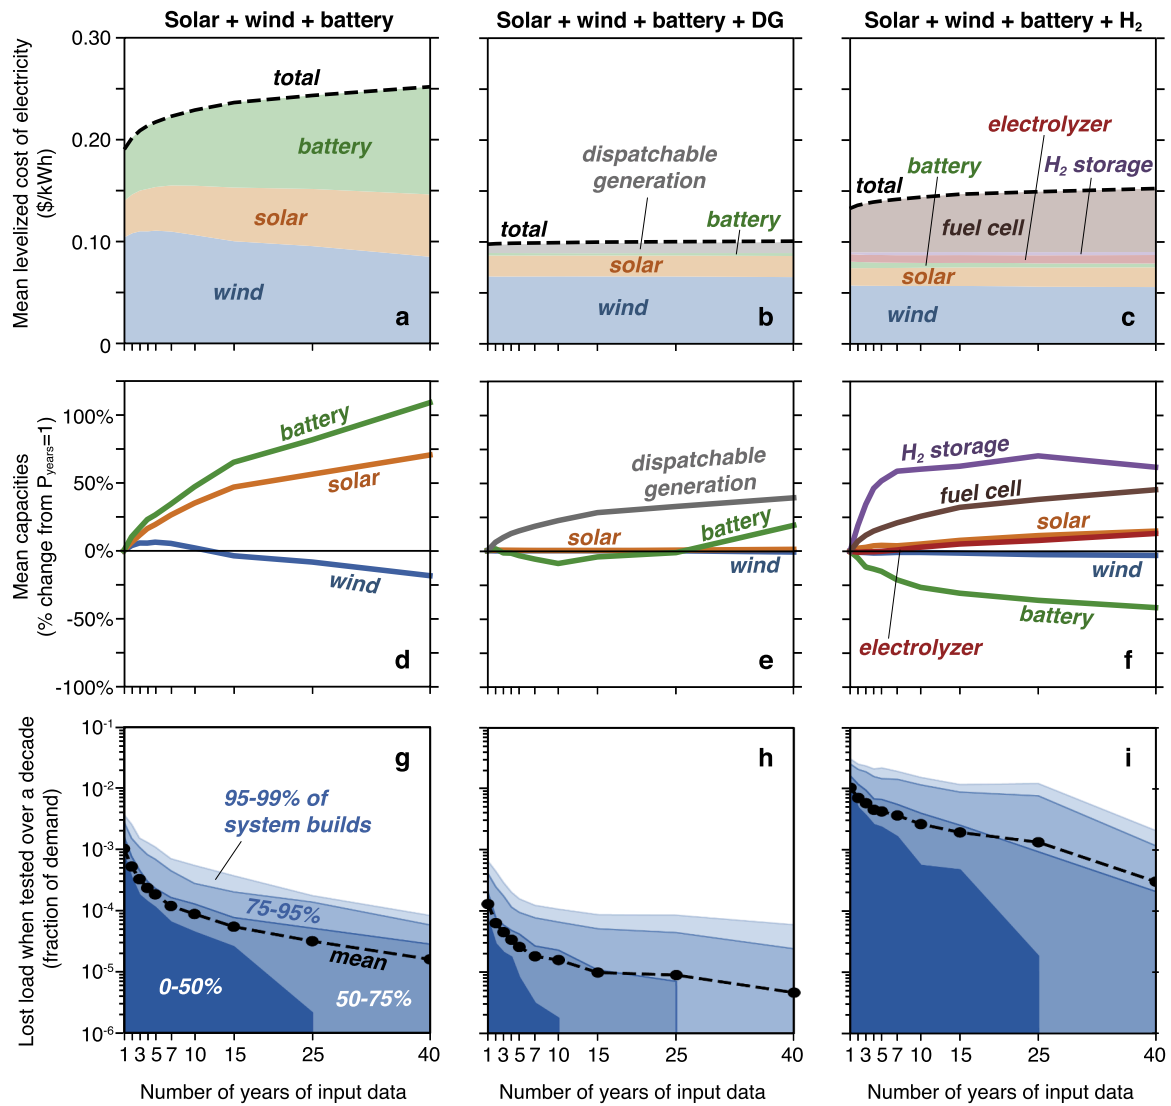 Solar + wind + battery
Solar + wind + battery + DG
Solar + wind + battery + H₂
Mean levelized cost of electricity
($/kWh)
0.30
0.20
0.10
0
total
battery
solar
wind
a
dispatchable
generation
total
battery
solar
wind
b
electrolyzer
battery
H₂ storage
total
fuel cell
solar
wind
c
Mean capacities
(% change from Pyears=1)
100%
50%
0%
-50%
-100%
battery
solar
wind
d
dispatchable
generation
solar
battery
wind
e
H₂ storage
fuel cell
solar
wind
battery
electrolyzer
f
Lost load when tested over a decade
(fraction of demand)
10⁻¹
10⁻²
10⁻³
10⁻⁴
10⁻⁵
10⁻⁶
g
95-99% of
system builds
75-95%
mean
0-50%
50-75%
h
i
1 3 5 7 10 15 25 40
1 3 5 7 10 15 25 40
1 3 5 7 10 15 25 40
Number of years of input data
Number of years of input data
Number of years of input data